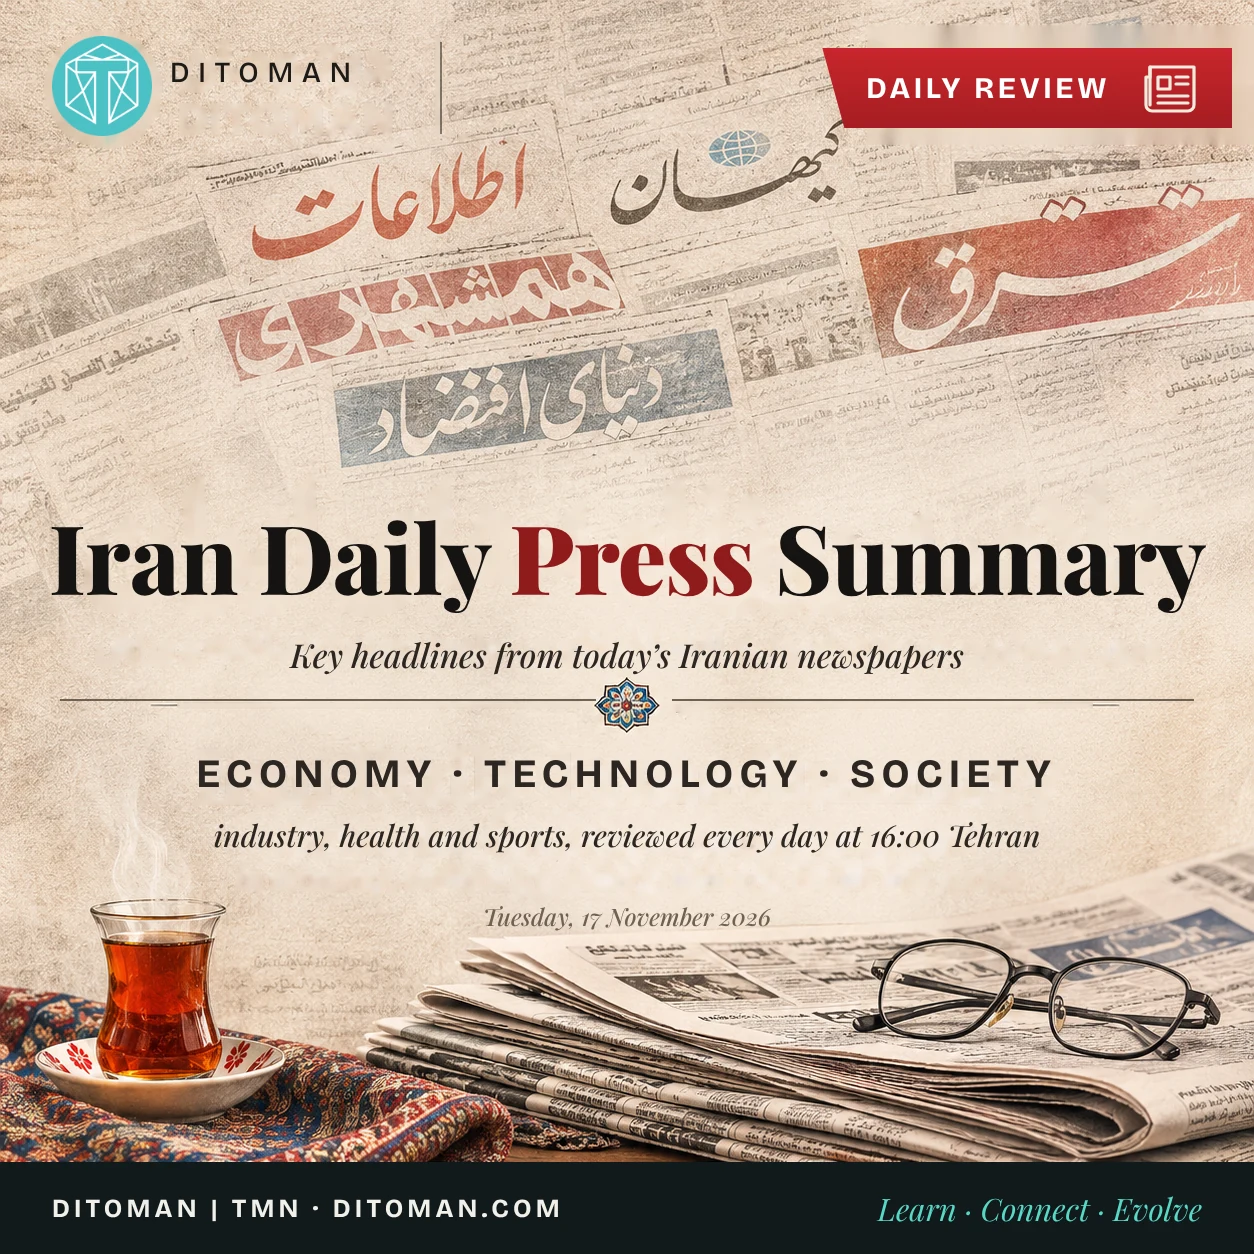 DITOMAN
DAILY REVIEW
اطلاعات
کیهان
شرق
همشهری
Iran Daily Press Summary
Key headlines from today’s Iranian newspapers
ECONOMY · TECHNOLOGY · SOCIETY
industry, health and sports, reviewed every day at 16:00 Tehran
Tuesday, 17 November 2026
DITOMAN | TMN · DITOMAN.COM
Learn · Connect · Evolve